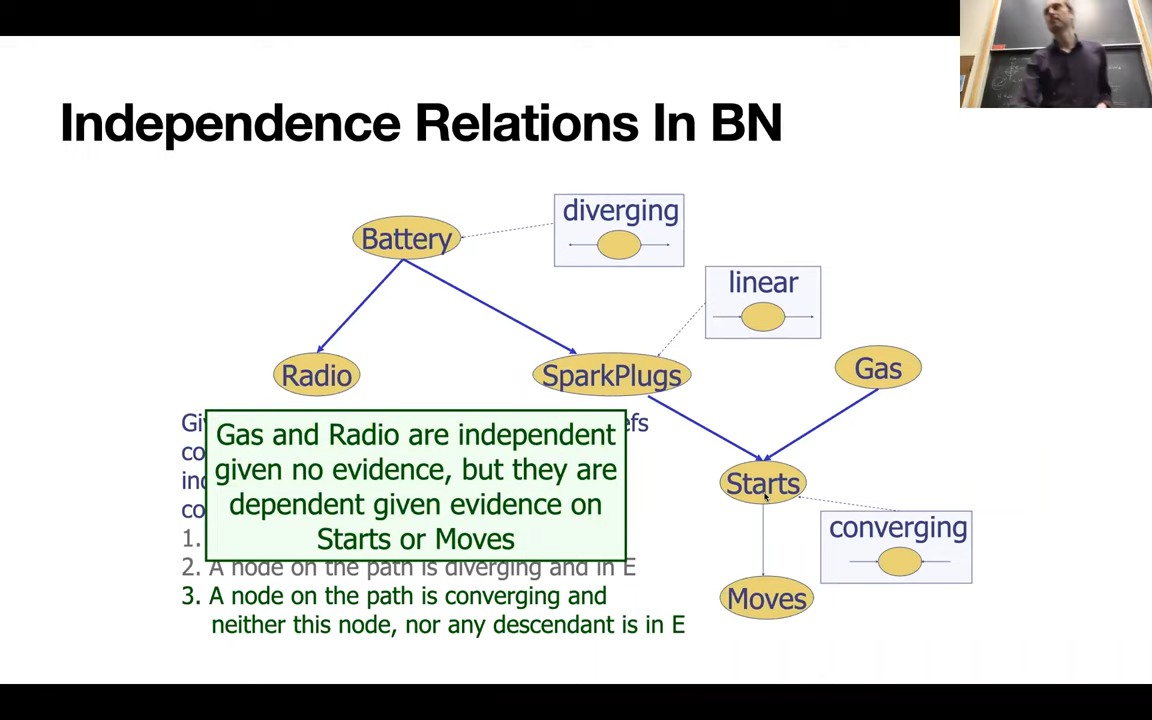 Independence Relations In BN
diverging
Battery
linear
Radio
SparkPlugs
Gas
Gas and Radio are independent
given no evidence, but they are
dependent given evidence on
Starts or Moves
1.
2. A node on the path is diverging and in E
3. A node on the path is converging and
neither this node, nor any descendant is in E
Starts
converging
Moves